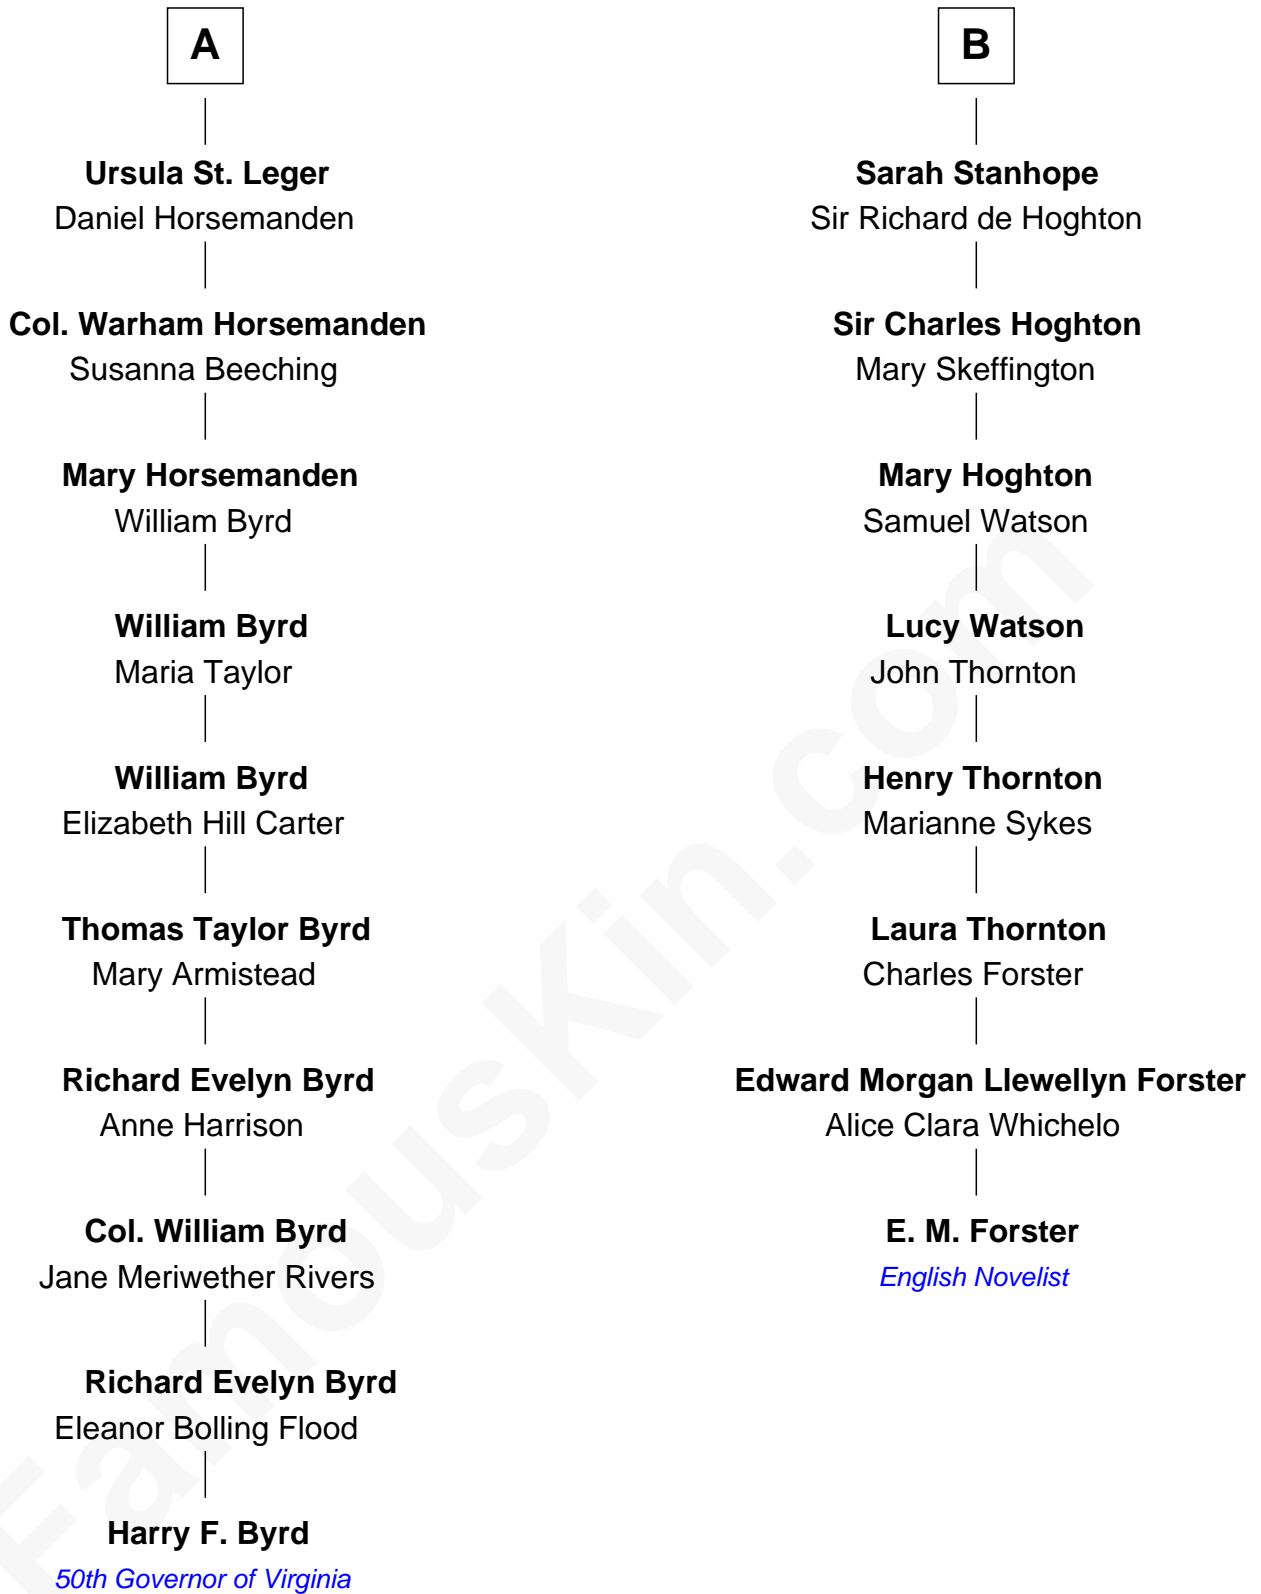 A
Ursula St. Leger
Daniel Horsemanden
Col. Warham Horsemanden
Susanna Beeching
Mary Horsemanden
William Byrd
William Byrd
Maria Taylor
William Byrd
Elizabeth Hill Carter
Thomas Taylor Byrd
Mary Armistead
Richard Evelyn Byrd
Anne Harrison
Col. William Byrd
Jane Meriwether Rivers
Richard Evelyn Byrd
Eleanor Bolling Flood
Harry F. Byrd
50th Governor of Virginia
B
Sarah Stanhope
Sir Richard de Hoghton
Sir Charles Hoghton
Mary Skeffington
Mary Hoghton
Samuel Watson
Lucy Watson
John Thornton
Henry Thornton
Marianne Sykes
Laura Thornton
Charles Forster
Edward Morgan Llewellyn Forster
Alice Clara Whichelo
E. M. Forster
English Novelist
FamousKin.com